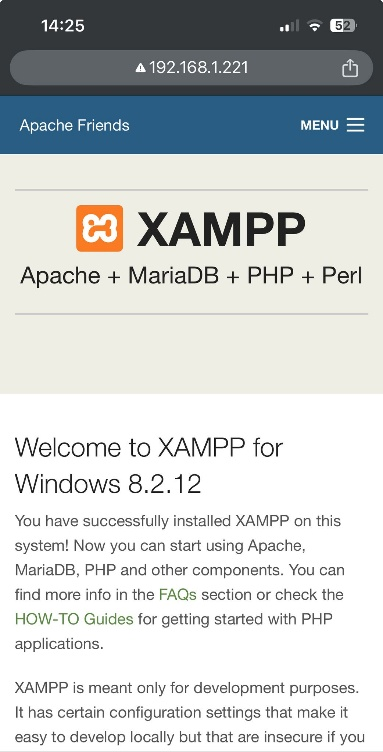 14:25
52
192.168.1.221
Apache Friends
MENU
XAMPP
Apache + MariaDB + PHP + Perl
Welcome to XAMPP for
Windows 8.2.12
You have successfully installed XAMPP on this
system! Now you can start using Apache,
MariaDB, PHP and other components. You can
find more info in the FAQs section or check the
HOW-TO Guides for getting started with PHP
applications.
XAMPP is meant only for development purposes.
It has certain configuration settings that make it
easy to develop locally but that are insecure if you